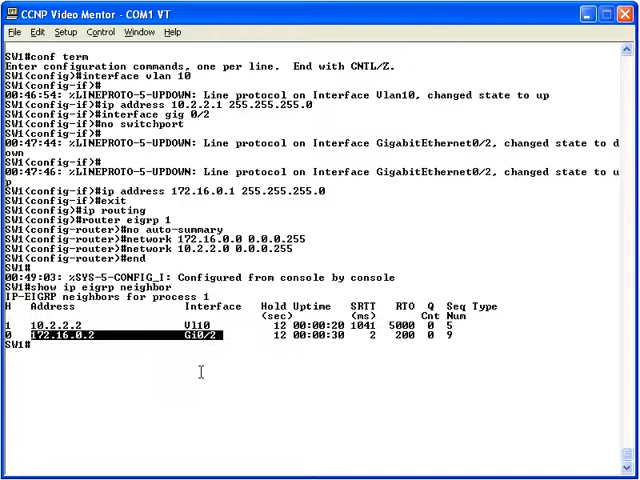 CCNP Video Mentor - COM1 VT
File Edit Setup Control Window Help
SW1#conf term
Enter configuration commands, one per line. End with CNTL/Z.
SW1(config)#interface vlan 10
SW1(config-if)#
00:46:54: %LINEPROTO-5-UPDOWN: Line protocol on Interface Vlan10, changed state to up
SW1(config-if)#ip address 10.2.2.1 255.255.255.0
SW1(config-if)#interface gig 0/2
SW1(config-if)#no switchport
SW1(config-if)#
00:47:44: %LINEPROTO-5-UPDOWN: Line protocol on Interface GigabitEthernet0/2, changed state to d
own
SW1(config-if)#
00:47:46: %LINEPROTO-5-UPDOWN: Line protocol on Interface GigabitEthernet0/2, changed state to u
p
SW1(config-if)#ip address 172.16.0.1 255.255.255.0
SW1(config-if)#exit
SW1(config)#ip routing
SW1(config)#router eigrp 1
SW1(config-router)#no auto-summary
SW1(config-router)#network 172.16.0.0 0.0.0.255
SW1(config-router)#network 10.2.2.0 0.0.0.255
SW1(config-router)#end
SW1#
00:49:03: %SYS-5-CONFIG_I: Configured from console by console
SW1#show ip eigrp neighbor
IP-EIGRP neighbors for process 1
H Address Interface Hold Uptime SRTT RTO Q Seq Type
(sec) (ms) Cnt Num
1 10.2.2.2 Vl10 12 00:00:20 1041 5000 0 5
0 172.16.0.2 Gi0/2 12 00:00:30 2 200 0 9
SW1#